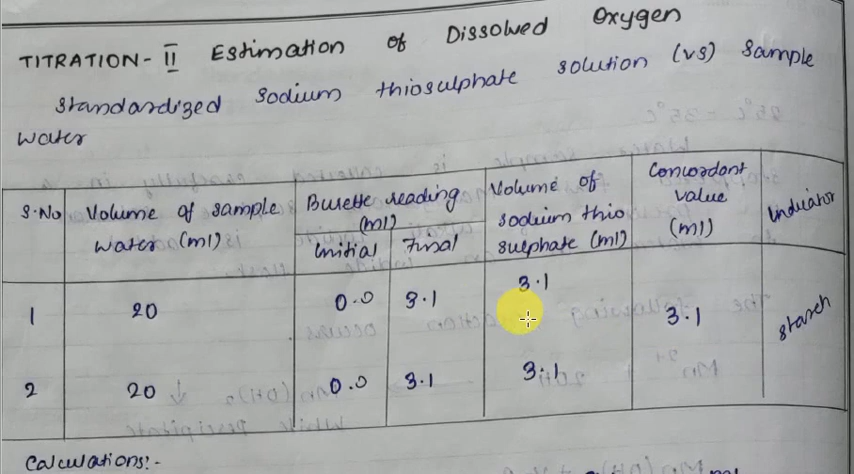 TITRATION - II Estimation of Dissolved Oxygen
standardized sodium thiosulphate solution (vs) sample
water
S.No Volume of sample water (ml) Burette reading (ml) Initial Final Volume of sodium thio sulphate (ml) Concordant value (ml) Indicator
1 20 0.0 3.1 3.1 3.1 starch
2 20 0.0 3.1 3.1
Calculations:-